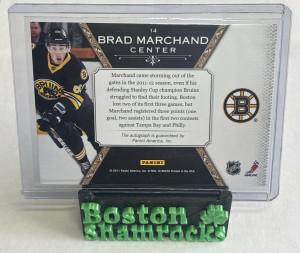 14
BRAD MARCHAND
CENTER
Marchand came storming out of the
gates in the 2011-12 season, even if his
defending Stanley Cup champion Bruins
struggled to find their footing. Boston
lost two of its first three games, but
Marchand registered three points (one
goal, two assists) in the first two contests
against Tampa Bay and Philly.
The autograph is guaranteed by
Panini America, Inc.
B
PANINI
NHL
Boston
Shamrocks